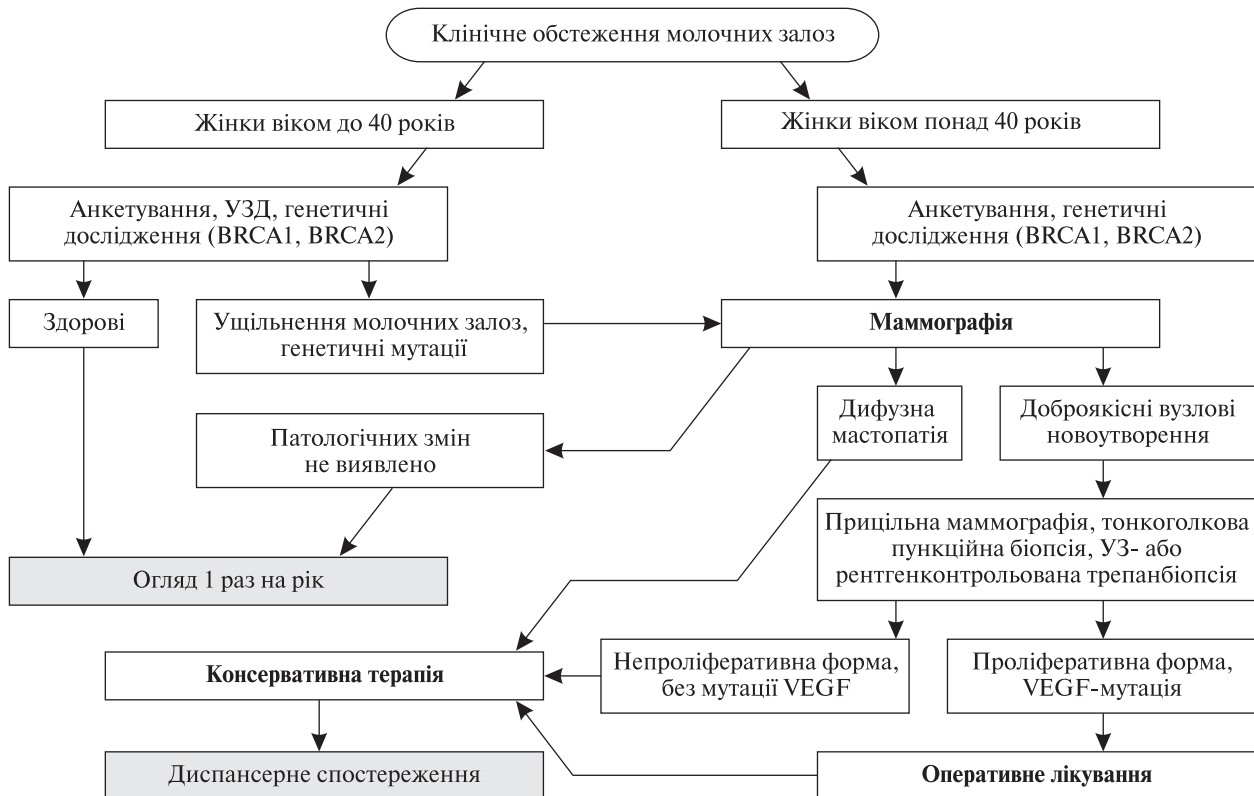 Клінічне обстеження молочних залоз
Жінки віком до 40 років
Жінки віком понад 40 років
Анкетування, УЗД, генетичні
дослідження (BRCA1, BRCA2)
Анкетування, генетичні
дослідження (BRCA1, BRCA2)
Здорові
Ущільнення молочних залоз,
генетичні мутації
Маммографія
Дифузна
мастопатія
Доброякісні вузлові
новоутворення
Патологічних змін
не виявлено
Прицільна маммографія, тонкоголкова
пункційна біопсія, УЗ- або
рентгенконтрольована трепанбіопсія
Огляд 1 раз на рік
Консервативна терапія
Непроліферативна форма,
без мутації VEGF
Проліферативна форма,
VEGF-мутація
Диспансерне спостереження
Оперативне лікування